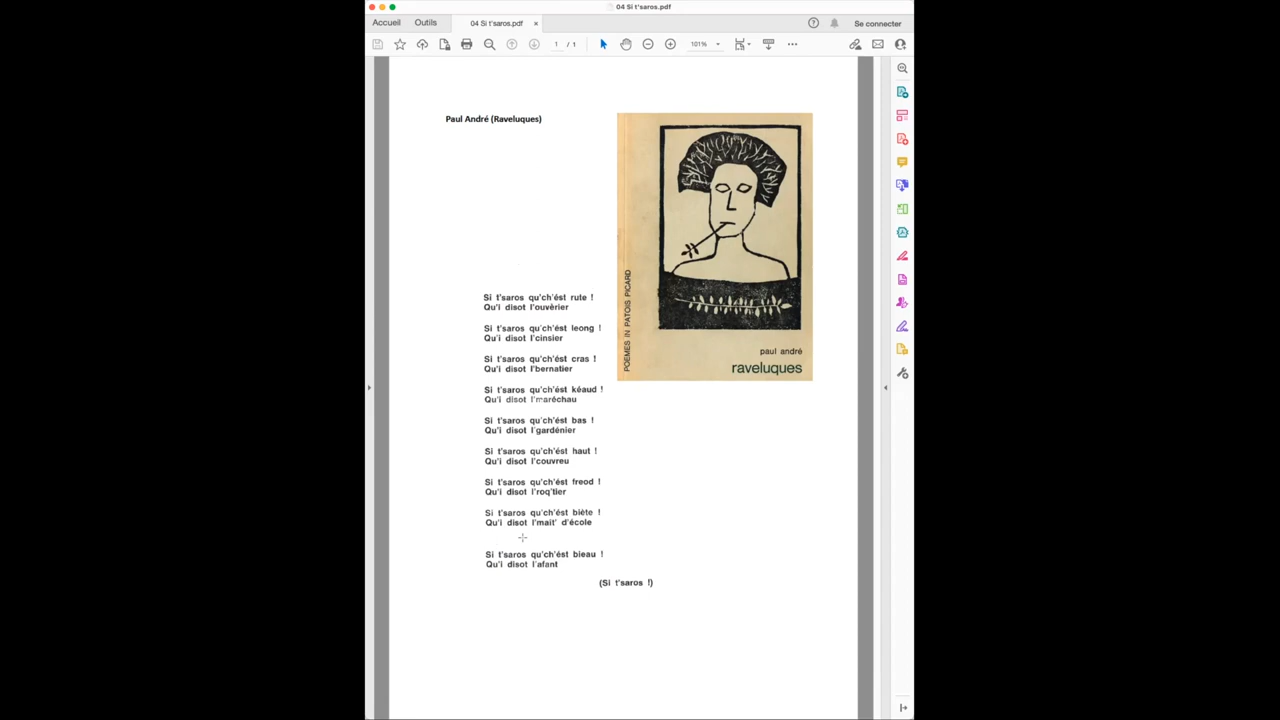 04 Si t'saros.pdf
Accueil
Outils
04 Si t'saros.pdf
Se connecter
1 / 1
101%
Paul André (Raveluques)
POEMES IN PATOIS PICARD
paul andré
raveluques
Si t'saros qu'ch'ést rute !
Qu'i disot l'ouvèrier
Si t'saros qu'ch'ést leong !
Qu'i disot l'cinsier
Si t'saros qu'ch'ést cras !
Qu'i disot l'bernatier
Si t'saros qu'ch'ést kéaud !
Qu'i disot l'maréchau
Si t'saros qu'ch'ést bas !
Qu'i disot l'gardénier
Si t'saros qu'ch'ést haut !
Qu'i disot l'couvreu
Si t'saros qu'ch'ést freod !
Qu'i disot l'roq'tier
Si t'saros qu'ch'ést biète !
Qu'i disot l'mait' d'école
Si t'saros qu'ch'ést bieau !
Qu'i disot l'afant
(Si t'saros !)